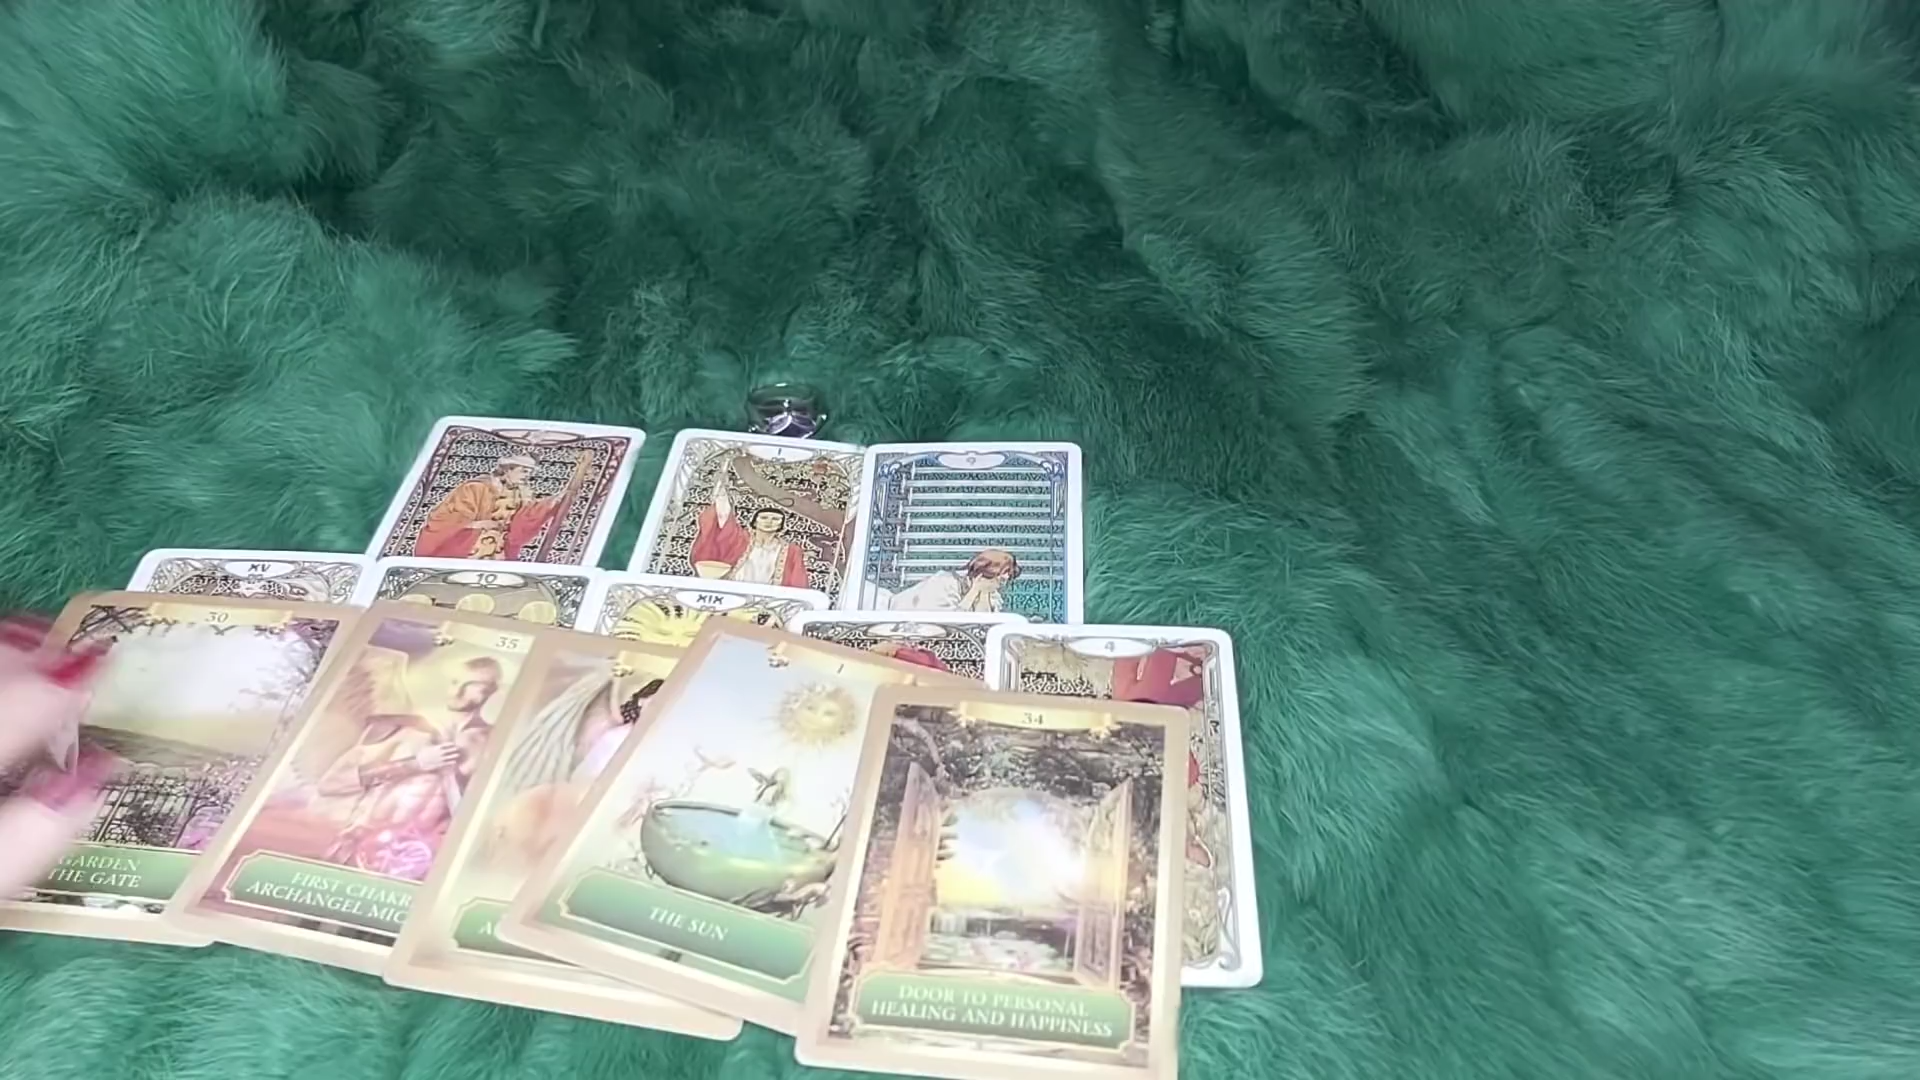 I
9
XV
10
XIX
4
30
GARDEN
THE GATE
35
FIRST CHAKR
ARCHANGEL MIC
A
I
THE SUN
34
DOOR TO PERSONAL
HEALING AND HAPPINESS